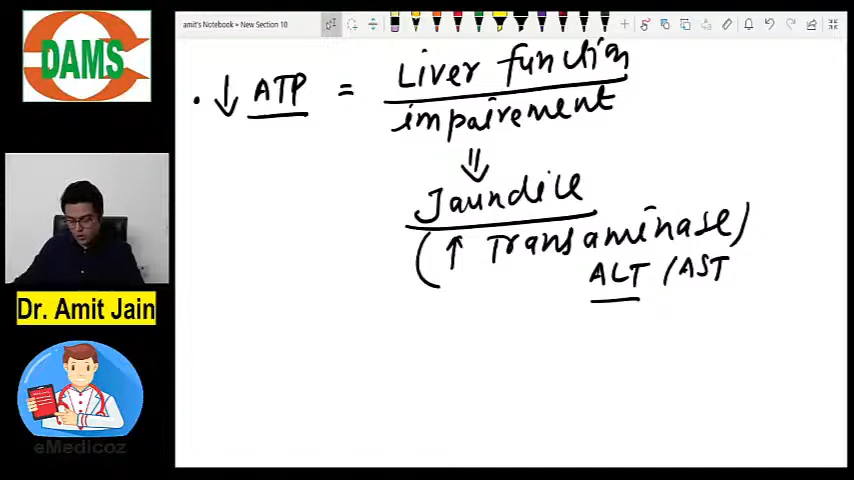 DAMS
amit's Notebook > New Section 10
. ↓ ATP = Liver function
impairement
⇓
Jaundice
(↑ Transaminase)
ALT / AST
Dr. Amit Jain
eMedicoz